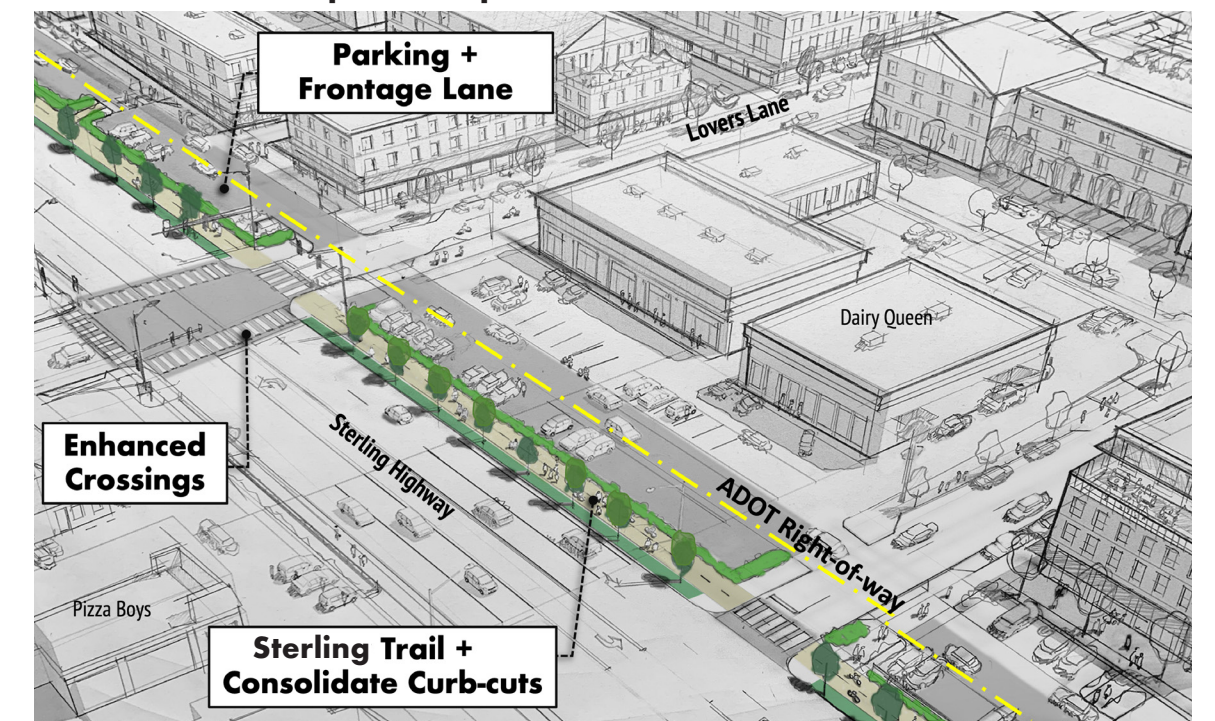 Parking +
Frontage Lane
Lovers Lane
Dairy Queen
Enhanced
Crossings
Sterling Highway
ADOT Right-of-way
Pizza Boys
Sterling Trail +
Consolidate Curb-cuts